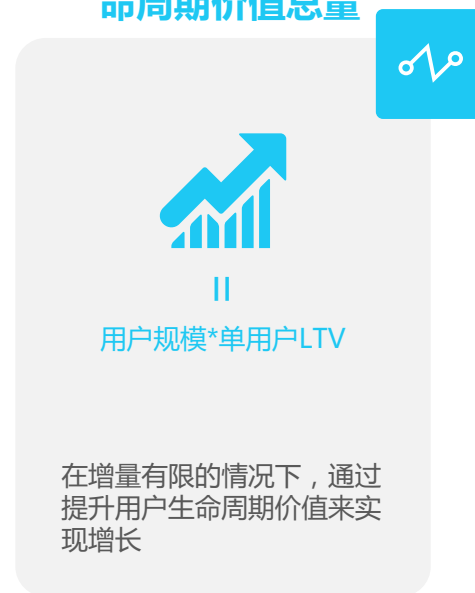 命周期价值总量
=
用户规模*单用户LTV
在增量有限的情况下，通过
提升用户生命周期价值来实
现增长